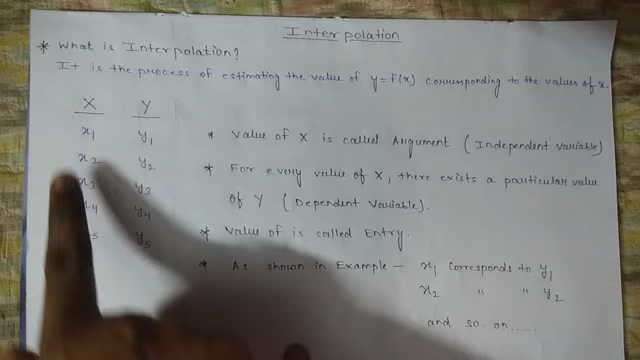 Interpolation
* What is Interpolation?
It is the process of estimating the value of y=f(x) corresponding to the values of x.
X Y
x1 y1
x2 y2
x3 y3
x4 y4
5 y5
* Value of X is called Argument (Independent Variable)
* For every value of X, there exists a particular value
of Y (Dependent Variable).
* Value of is called Entry.
* As shown in Example - x1 corresponds to y1
x2 " " y2
and so on.....